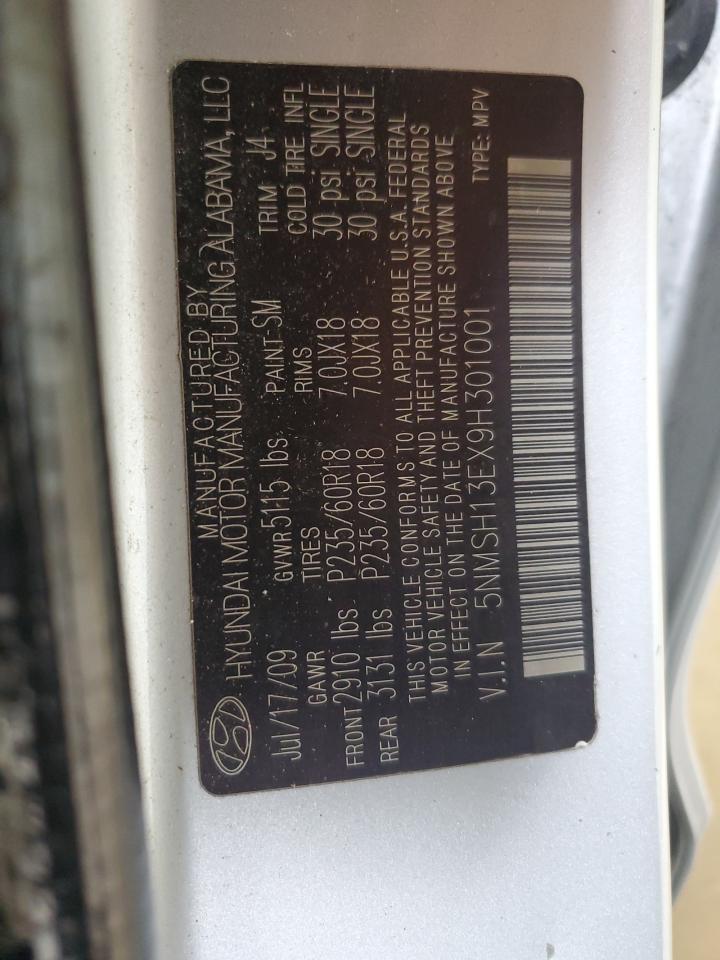 MANUFACTURED BY
HYUNDAI MOTOR MANUFACTURING ALABAMA, LLC
Jul/17/09 GVWR 5115 lbs PAINT-SM TRIM J4
GAWR TIRES RIMS COLD TIRE INFL
FRONT 2910 lbs P235/60R18 7.0JX18 30 psi SINGLE
REAR 3131 lbs P235/60R18 7.0JX18 30 psi SINGLE
THIS VEHICLE CONFORMS TO ALL APPLICABLE U.S.A. FEDERAL
MOTOR VEHICLE SAFETY AND THEFT PREVENTION STANDARDS
IN EFFECT ON THE DATE OF MANUFACTURE SHOWN ABOVE
V.I.N 5NMSH13EX9H301001 TYPE: MPV